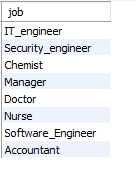 job
IT_engineer
Security_engineer
Chemist
Manager
Doctor
Nurse
Software_Engineer
Accountant